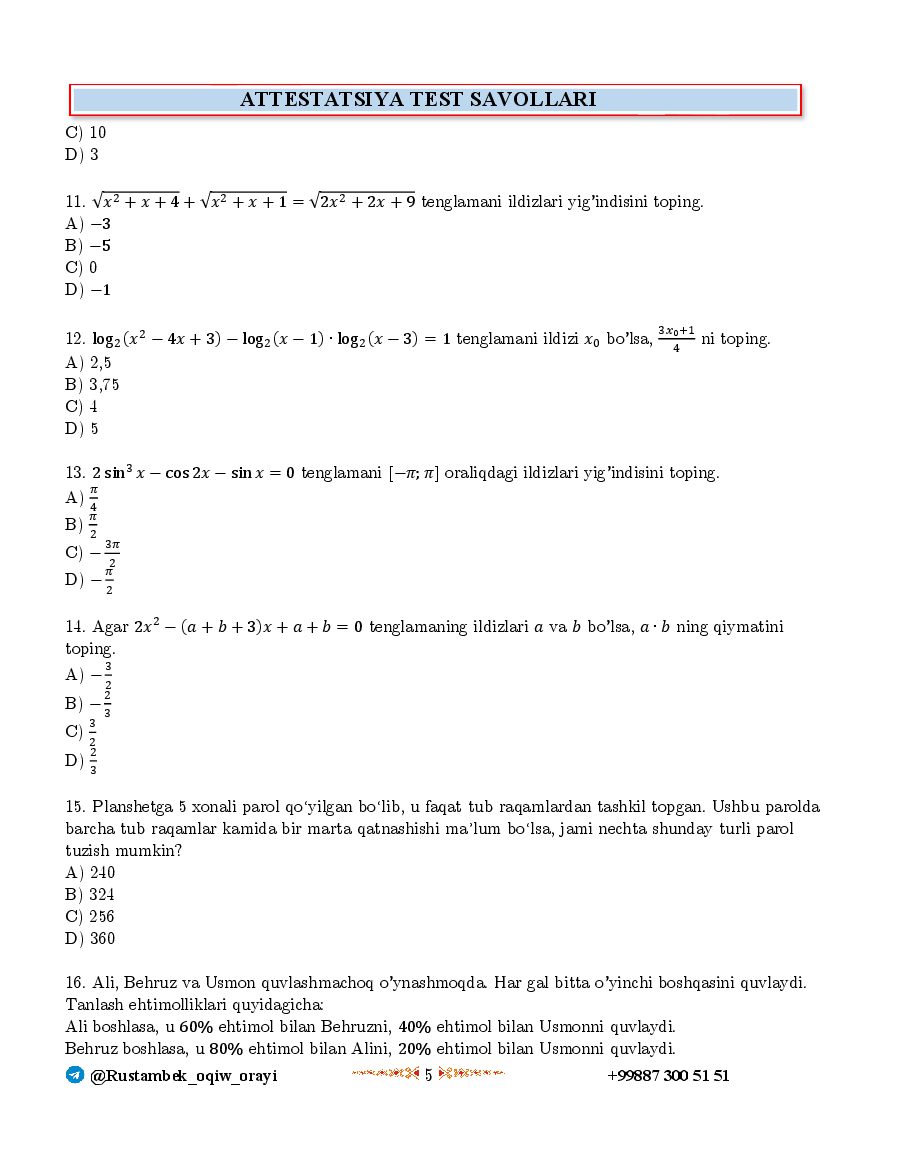 ATTESTATSIYA TEST SAVOLLARI
C) 10
D) 3
11. √(x² + x + 4) + √(x² + x + 1) = √(2x² + 2x + 9) tenglamani ildizlari yig’indisini toping.
A) −3
B) −5
C) 0
D) −1
12. log₂(x² − 4x + 3) − log₂(x − 1) · log₂(x − 3) = 1 tenglamani ildizi x₀ bo’lsa, (3x₀+1)/4 ni toping.
A) 2,5
B) 3,75
C) 4
D) 5
13. 2 sin³ x − cos 2x − sin x = 0 tenglamani [−π; π] oraliqdagi ildizlari yig’indisini toping.
A) π/4
B) π/2
C) −3π/2
D) −π/2
14. Agar 2x² − (a + b + 3)x + a + b = 0 tenglamaning ildizlari a va b bo’lsa, a · b ning qiymatini
toping.
A) −3/2
B) −2/3
C) 3/2
D) 2/3
15. Planshetga 5 xonali parol qo‘yilgan bo‘lib, u faqat tub raqamlardan tashkil topgan. Ushbu parolda
barcha tub raqamlar kamida bir marta qatnashishi ma’lum bo‘lsa, jami nechta shunday turli parol
tuzish mumkin?
A) 240
B) 324
C) 256
D) 360
16. Ali, Behruz va Usmon quvlashmachoq o’ynashmoqda. Har gal bitta o’yinchi boshqasini quvlaydi.
Tanlash ehtimolliklari quyidagicha:
Ali boshlasa, u 60% ehtimol bilan Behruzni, 40% ehtimol bilan Usmonni quvlaydi.
Behruz boshlasa, u 80% ehtimol bilan Alini, 20% ehtimol bilan Usmonni quvlaydi.
@Rustambek_oqiw_orayi 5 +99887 300 51 51